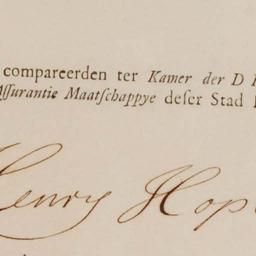 compareerden ter Kamer der D
Assurantie Maatschappye deser Stad
Henry Hop